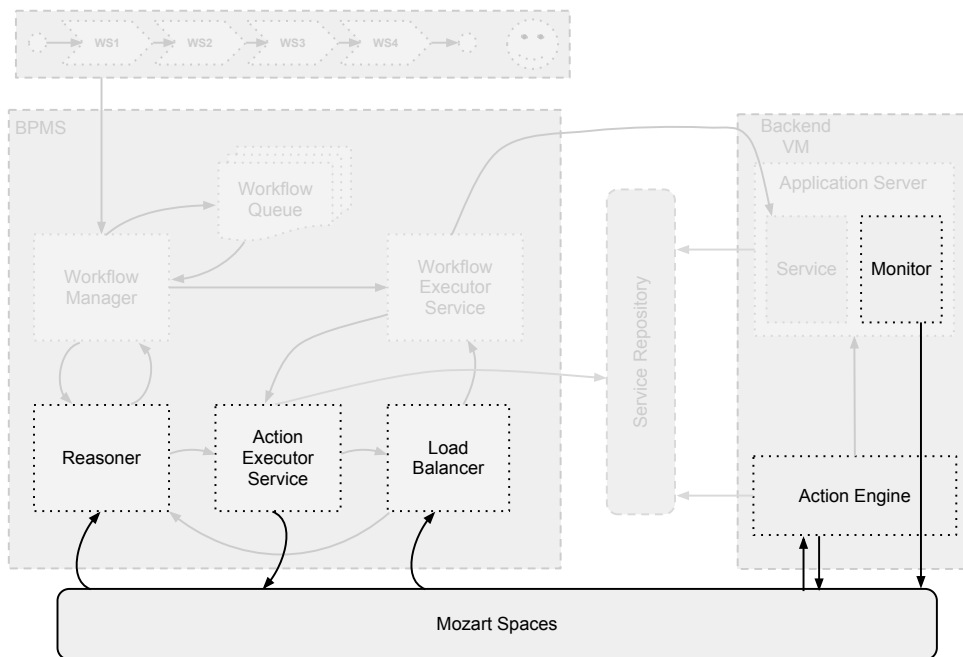 WS1 WS2 WS3 WS4
BPMS
Backend
VM
Workflow
Queue
Application Server
Workflow
Manager
Workflow
Executor
Service
Service Repository
Service
Monitor
Reasoner
Action
Executor
Service
Load
Balancer
Action Engine
Mozart Spaces